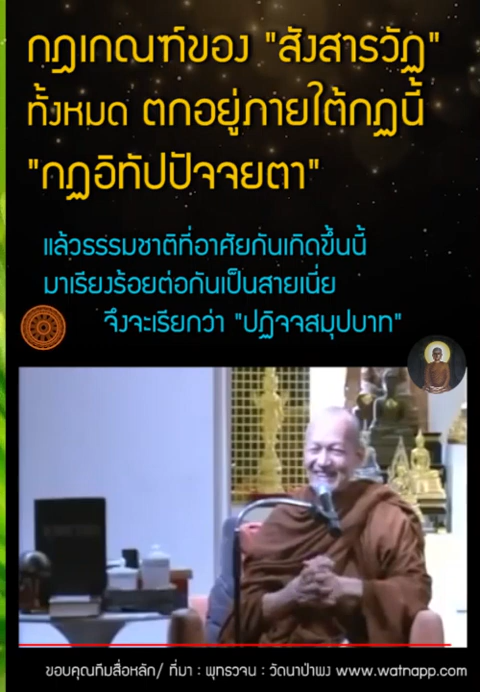 กฎเกณฑ์ของ "สังสารวัฏ"
ทั้งหมด ตกอยู่ภายใต้กฎนี้
"กฎอิทัปปัจจยตา"
แล้วธรรมชาติที่อาศัยกันเกิดขึ้นนี้
มาเรียงร้อยต่อกันเป็นสายเนี่ย
จึงจะเรียกว่า "ปฏิจจสมุปบาท"
ขอบคุณทีมสื่อหลัก/ ที่มา : พุทธวจน : วัดนาป่าพง www.watnapp.com